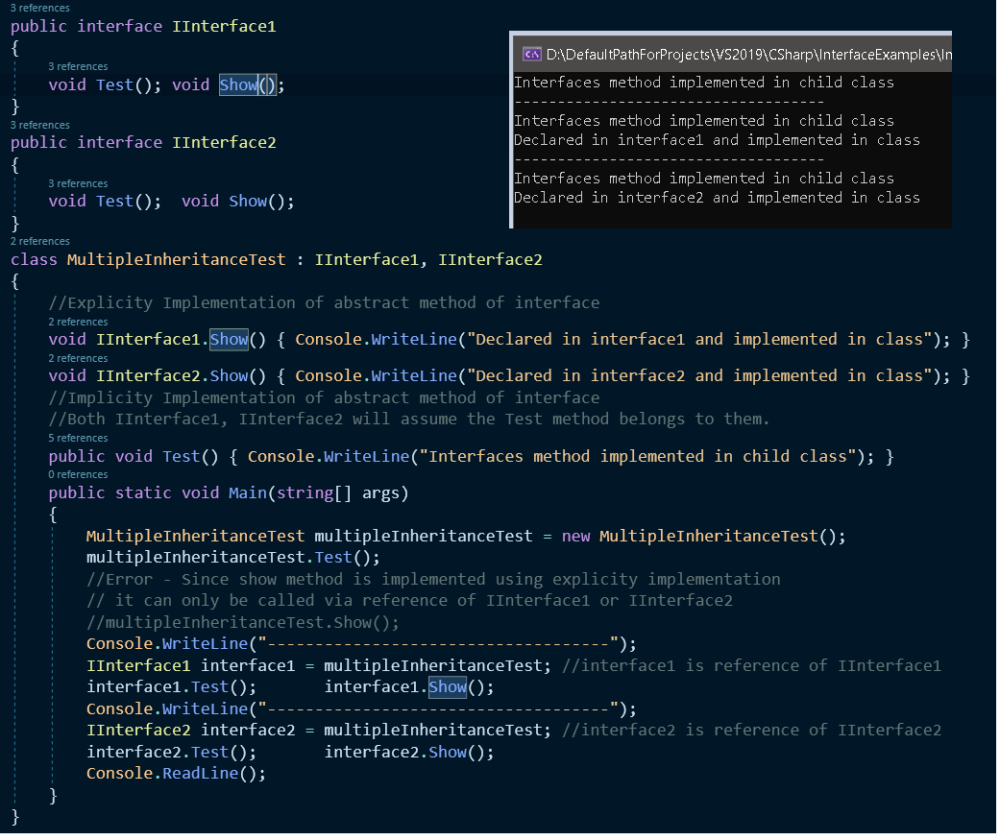 3 references
public interface IInterface1
{
3 references
void Test(); void Show();
}
3 references
public interface IInterface2
{
3 references
void Test();  void Show();
}
2 references
class MultipleInheritanceTest : IInterface1, IInterface2
{
//Explicity Implementation of abstract method of interface
2 references
void IInterface1.Show() { Console.WriteLine("Declared in interface1 and implemented in class"); }
2 references
void IInterface2.Show() { Console.WriteLine("Declared in interface2 and implemented in class"); }
//Implicity Implementation of abstract method of interface
//Both IInterface1, IInterface2 will assume the Test method belongs to them.
5 references
public void Test() { Console.WriteLine("Interfaces method implemented in child class"); }
0 references
public static void Main(string[] args)
{
MultipleInheritanceTest multipleInheritanceTest = new MultipleInheritanceTest();
multipleInheritanceTest.Test();
//Error - Since show method is implemented using explicity implementation
// it can only be called via reference of IInterface1 or IInterface2
//multipleInheritanceTest.Show();
Console.WriteLine("------------------------------------");
IInterface1 interface1 = multipleInheritanceTest; //interface1 is reference of IInterface1
interface1.Test();       interface1.Show();
Console.WriteLine("------------------------------------");
IInterface2 interface2 = multipleInheritanceTest; //interface2 is reference of IInterface2
interface2.Test();       interface2.Show();
Console.ReadLine();
}
}
D:\DefaultPathForProjects\VS2019\CSharp\InterfaceExamples\In
Interfaces method implemented in child class
------------------------------------
Interfaces method implemented in child class
Declared in interface1 and implemented in class
------------------------------------
Interfaces method implemented in child class
Declared in interface2 and implemented in class